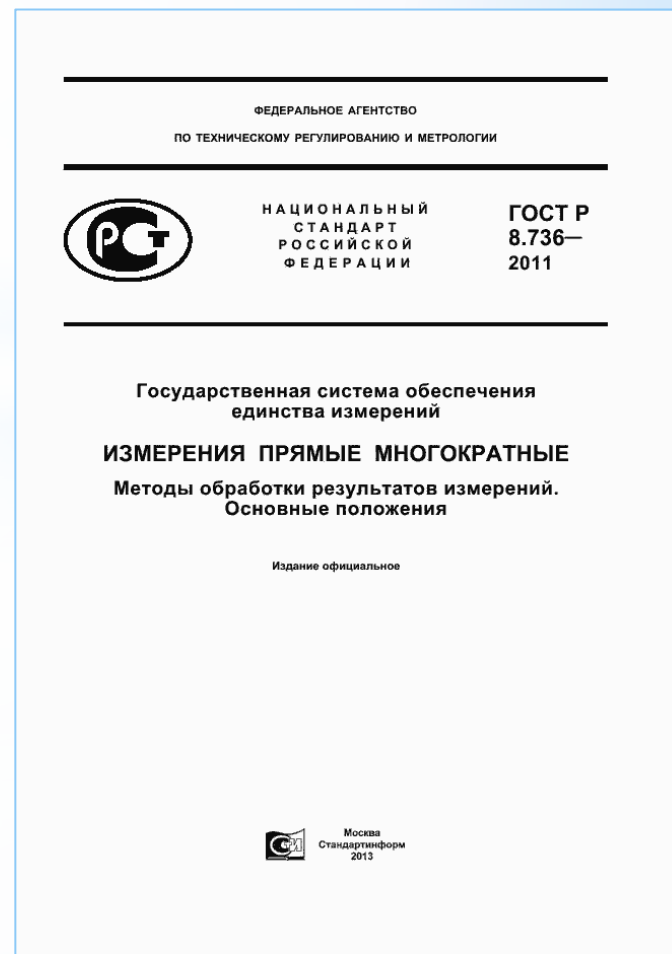 ФЕДЕРАЛЬНОЕ АГЕНТСТВО
ПО ТЕХНИЧЕСКОМУ РЕГУЛИРОВАНИЮ И МЕТРОЛОГИИ
РСТ
НАЦИОНАЛЬНЫЙ
СТАНДАРТ
РОССИЙСКОЙ
ФЕДЕРАЦИИ
ГОСТ Р
8.736—
2011
Государственная система обеспечения
единства измерений
ИЗМЕРЕНИЯ ПРЯМЫЕ МНОГОКРАТНЫЕ
Методы обработки результатов измерений.
Основные положения
Издание официальное
Москва
Стандартинформ
2013